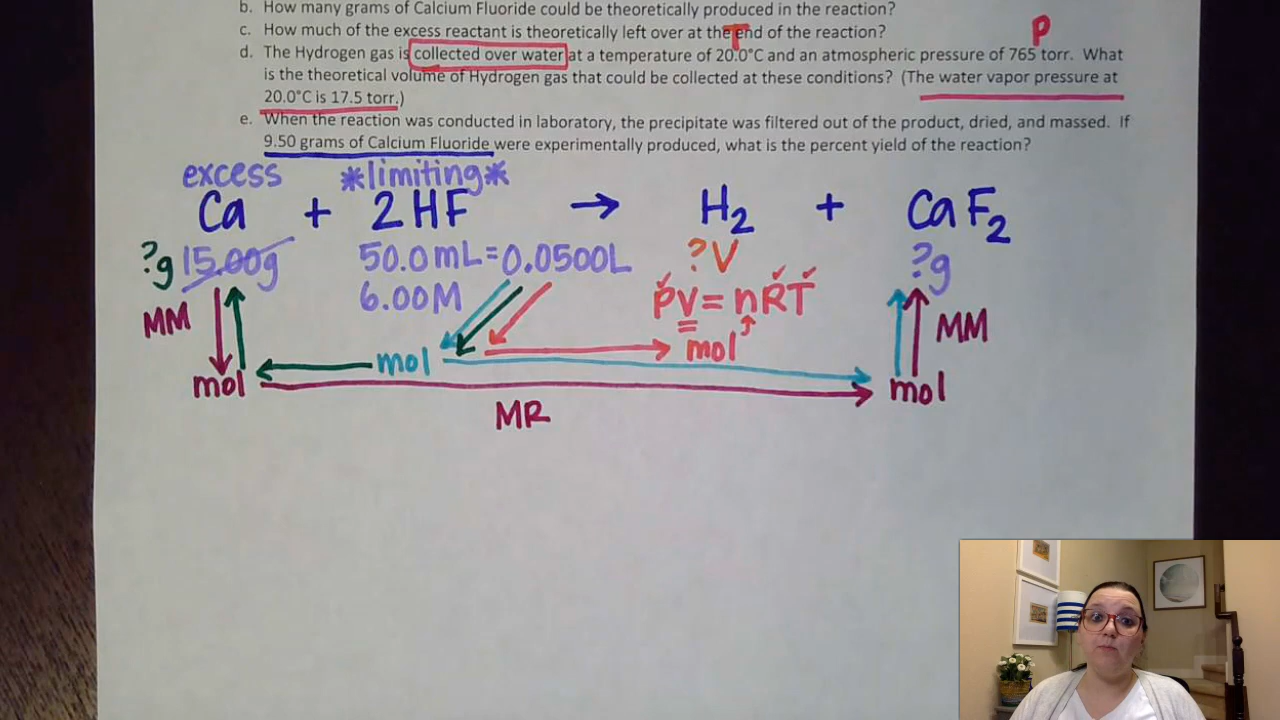 b. How many grams of Calcium Fluoride could be theoretically produced in the reaction?
c. How much of the excess reactant is theoretically left over at the end of the reaction?
T P
d. The Hydrogen gas is collected over water at a temperature of 20.0°C and an atmospheric pressure of 765 torr. What
is the theoretical volume of Hydrogen gas that could be collected at these conditions? (The water vapor pressure at
20.0°C is 17.5 torr.)
e. When the reaction was conducted in laboratory, the precipitate was filtered out of the product, dried, and massed. If
9.50 grams of Calcium Fluoride were experimentally produced, what is the percent yield of the reaction?
excess *limiting*
Ca + 2HF → H₂ + CaF₂
?g 15.00g 50.0mL=0.0500L ?V ?g
6.00M PV=nRT
MM MM
mol mol mol mol
MR